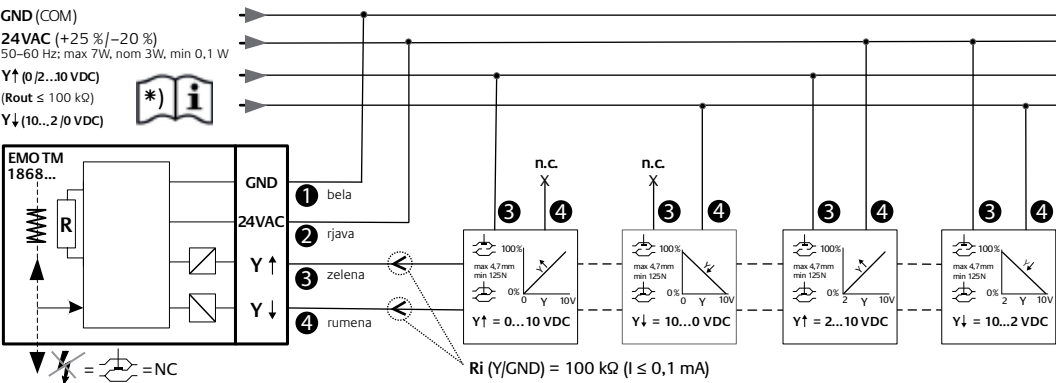 GND (COM)
24VAC (+25 %/−20 %)
50–60 Hz; max 7W, nom 3W, min 0,1 W
Y↑ (0/2...10 VDC)
(Rout ≤ 100 kΩ)
Y↓ (10...2/0 VDC)
*) i
EMO TM
1868...
R
GND
24VAC
Y ↑
Y ↓
1 bela
2 rjava
3 zelena
4 rumena
= = NC
n.c.
X
3 4
100%
max 4,7mm
min 125N
0%
Y
0 Y 10V
Y↑ = 0...10 VDC
n.c.
X
3 4
100%
max 4,7mm
min 125N
0%
Y
0 Y 10V
Y↓ = 10...0 VDC
3 4
100%
max 4,7mm
min 125N
0%
Y
2 Y 10V
Y↑ = 2...10 VDC
3 4
100%
max 4,7mm
min 125N
0%
Y
2 Y 10V
Y↓ = 10...2 VDC
Ri (Y/GND) = 100 kΩ (I ≤ 0,1 mA)